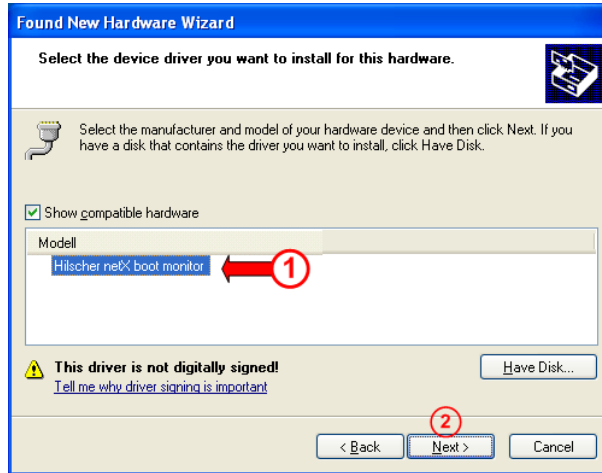 Found New Hardware Wizard
Select the device driver you want to install for this hardware.
Select the manufacturer and model of your hardware device and then click Next. If you
have a disk that contains the driver you want to install, click Have Disk.
Show compatible hardware
Modell
Hilscher netX boot monitor
1
This driver is not digitally signed!
Have Disk...
Tell me why driver signing is important
2
< Back
Next >
Cancel